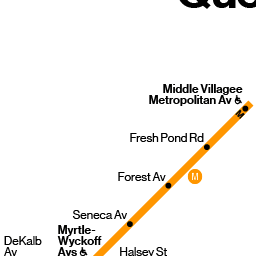 Middle Villagee
Metropolitan Av
M
Fresh Pond Rd
Forest Av
M
Seneca Av
Myrtle-
Wyckoff
Avs
DeKalb
Av
Halsey St